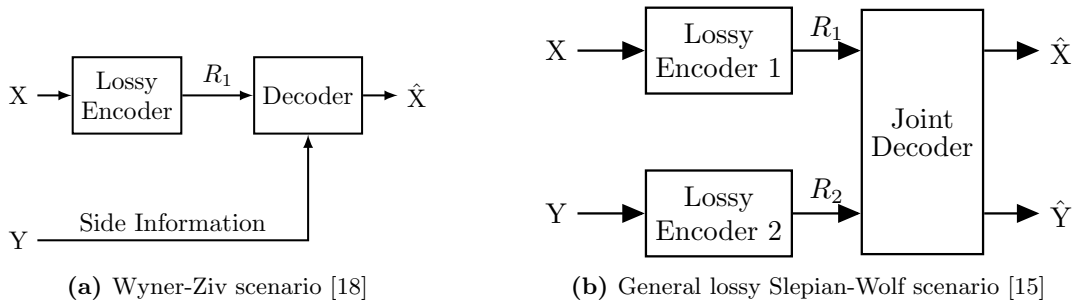 X
Lossy
Encoder
R₁
Decoder
X̂
Side Information
Y
(a) Wyner-Ziv scenario [18]
X
Lossy
Encoder 1
R₁
Joint
Decoder
X̂
Y
Lossy
Encoder 2
R₂
Ŷ
(b) General lossy Slepian-Wolf scenario [15]